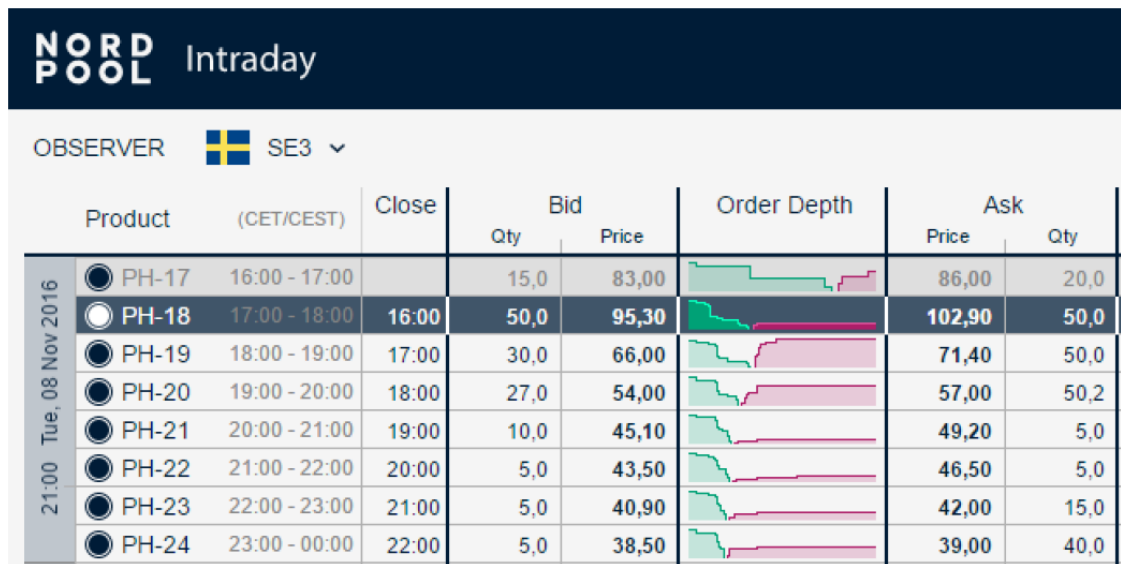 NORD
POOL Intraday
OBSERVER SE3
Product (CET/CEST) Close Bid Order Depth Ask
Qty Price Price Qty
21:00 Tue, 08 Nov 2016
PH-17 16:00 - 17:00 15,0 83,00 86,00 20,0
PH-18 17:00 - 18:00 16:00 50,0 95,30 102,90 50,0
PH-19 18:00 - 19:00 17:00 30,0 66,00 71,40 50,0
PH-20 19:00 - 20:00 18:00 27,0 54,00 57,00 50,2
PH-21 20:00 - 21:00 19:00 10,0 45,10 49,20 5,0
PH-22 21:00 - 22:00 20:00 5,0 43,50 46,50 5,0
PH-23 22:00 - 23:00 21:00 5,0 40,90 42,00 15,0
PH-24 23:00 - 00:00 22:00 5,0 38,50 39,00 40,0